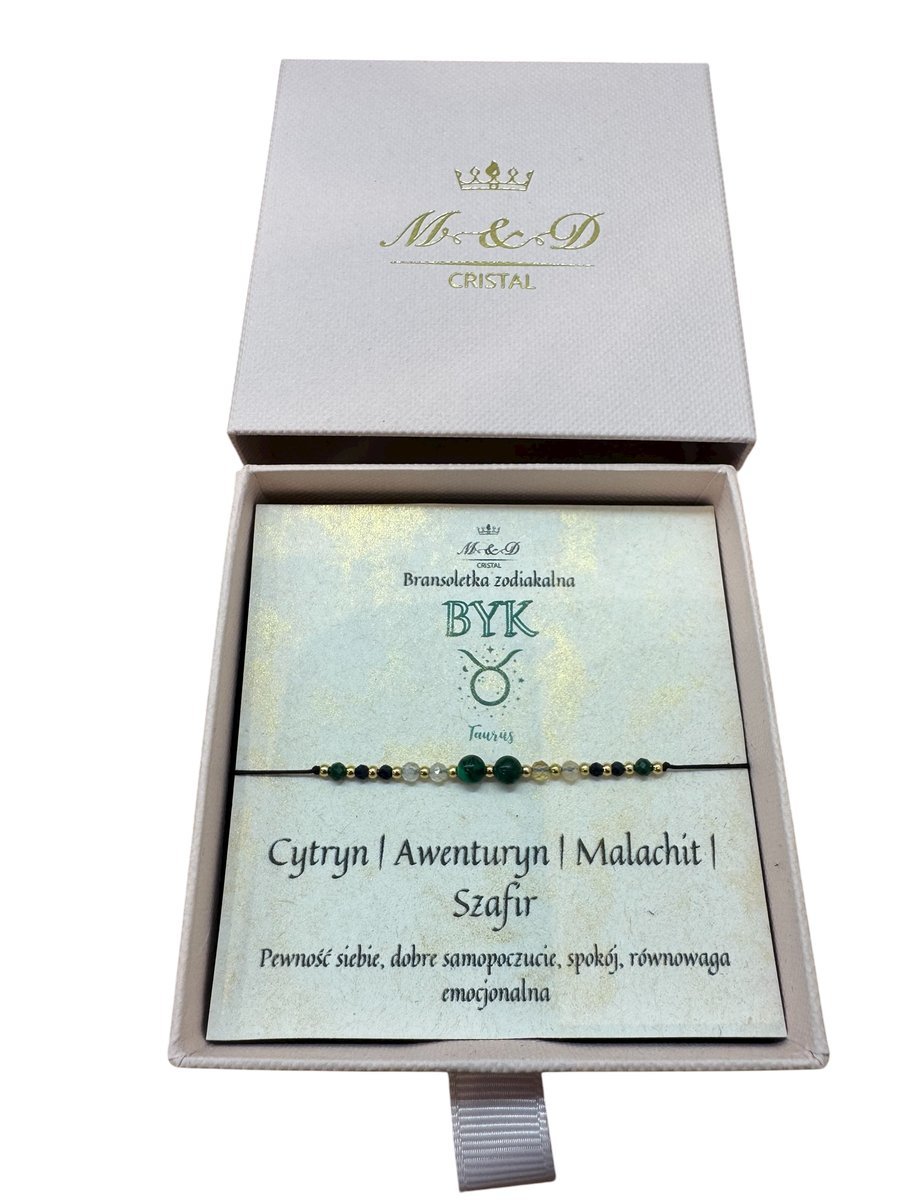 M&D
CRISTAL
M&D
CRISTAL
Bransoletka zodiakalna
BYK
Taurus
Cytryn | Awenturyn | Malachit |
Szafir
Pewność siebie, dobre samopoczucie, spokój, równowaga
emocjonalna